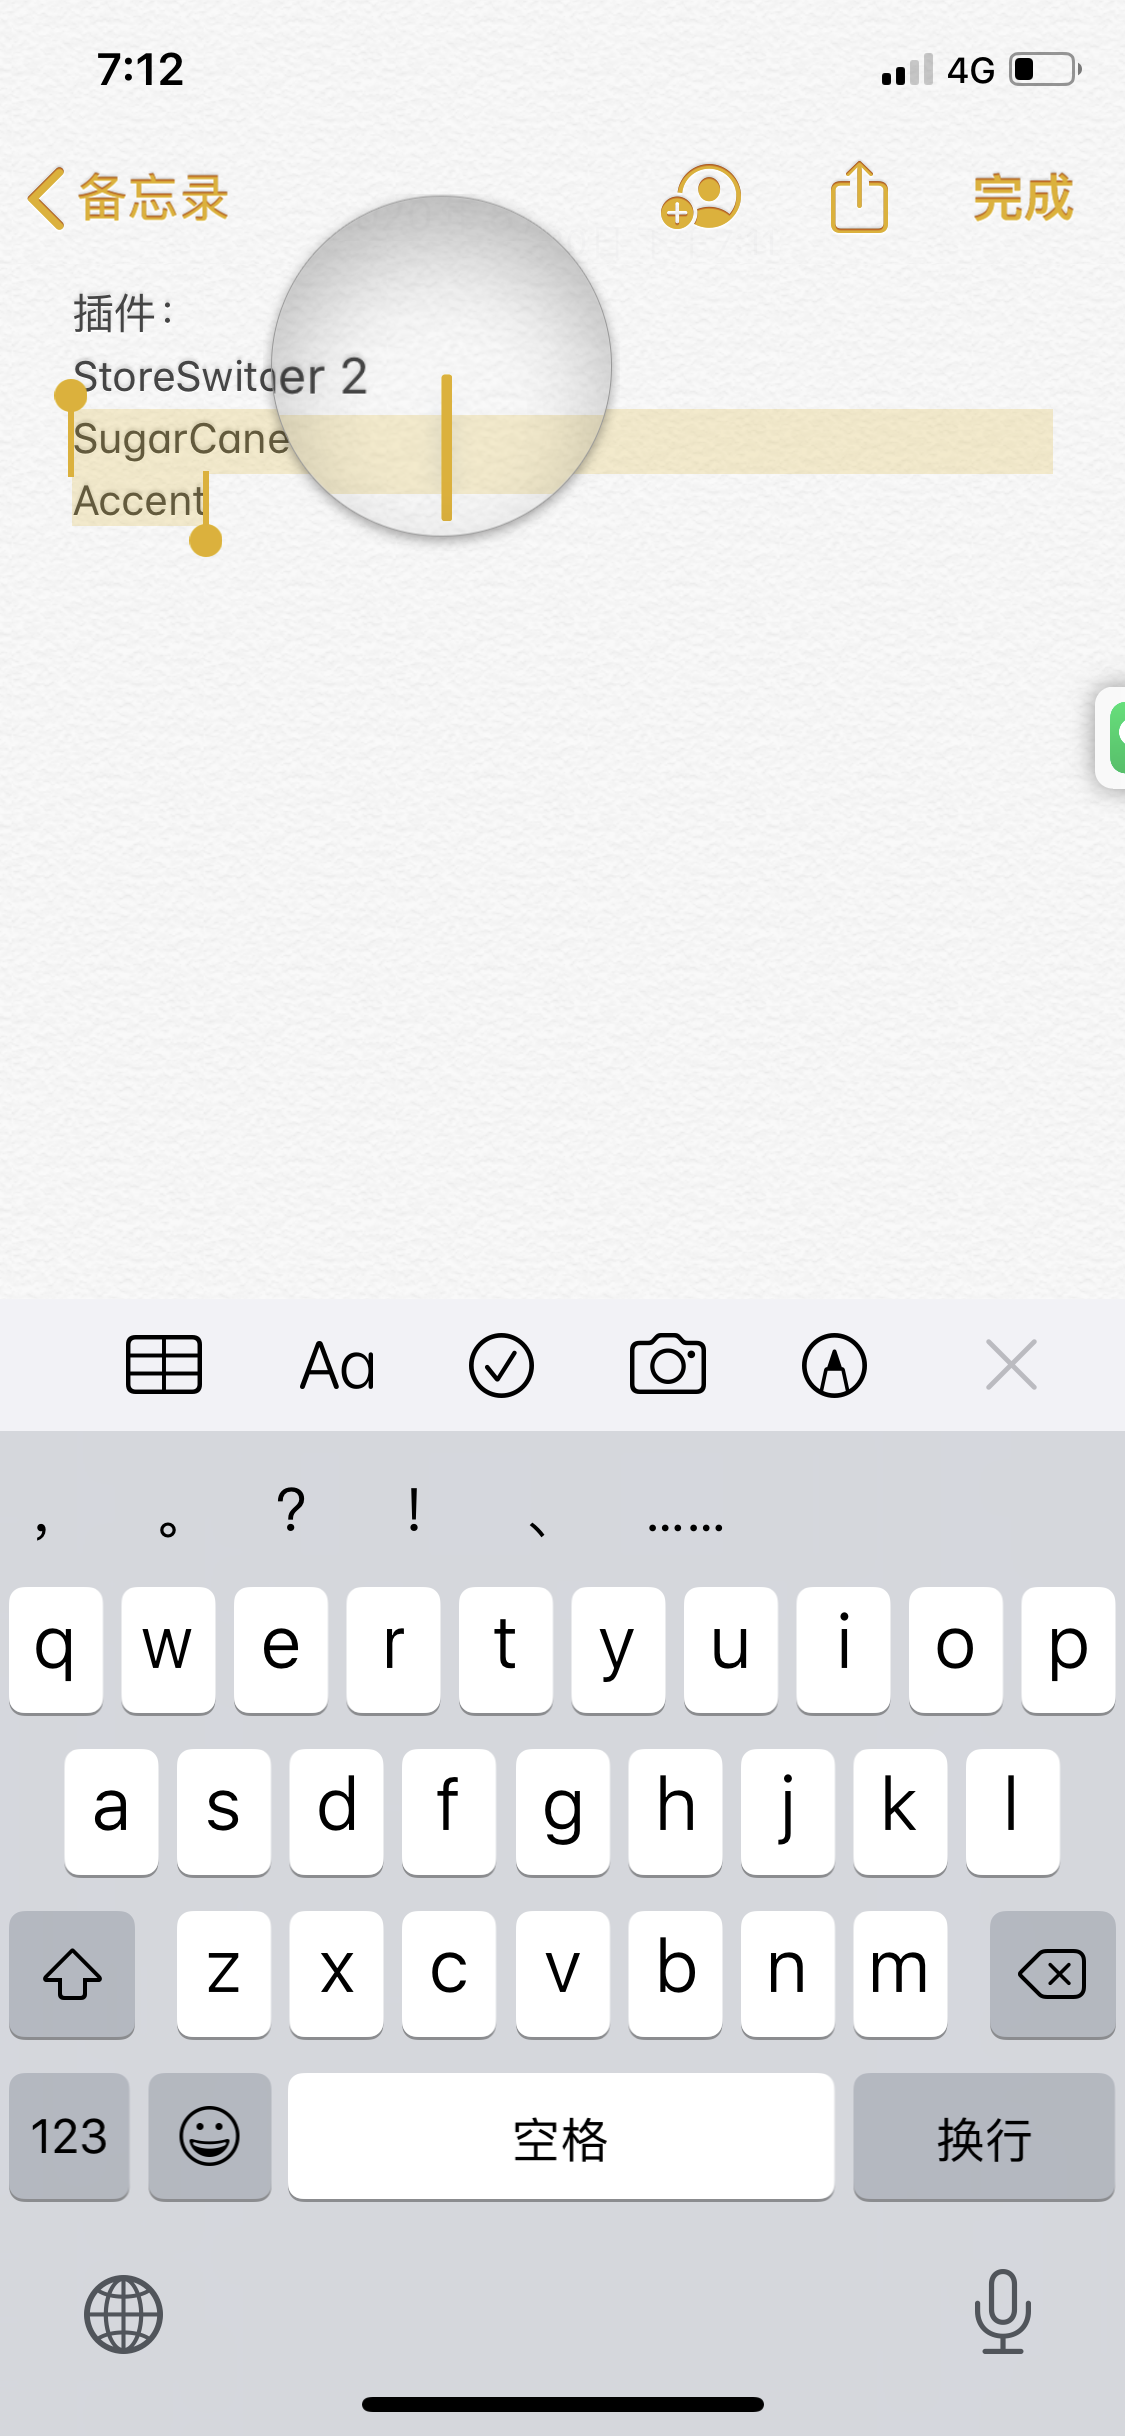 7:12
4G
备忘录
完成
插件：
StoreSwitcer 2
SugarCane
Accent
Aa
， 。 ? ! 、 ……
q w e r t y u i o p
a s d f g h j k l
z x c v b n m
123
空格
换行